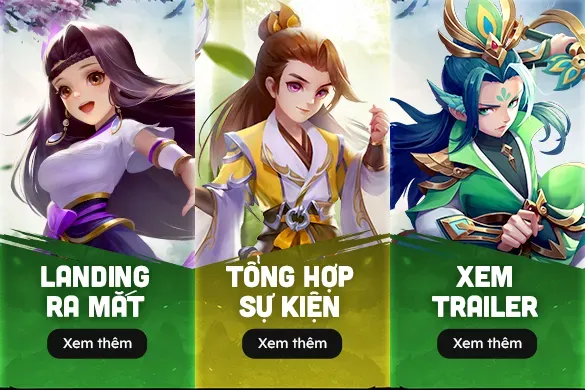 LANDING
RA MẮT
Xem thêm
TỔNG HỢP
SỰ KIỆN
Xem thêm
XEM
TRAILER
Xem thêm